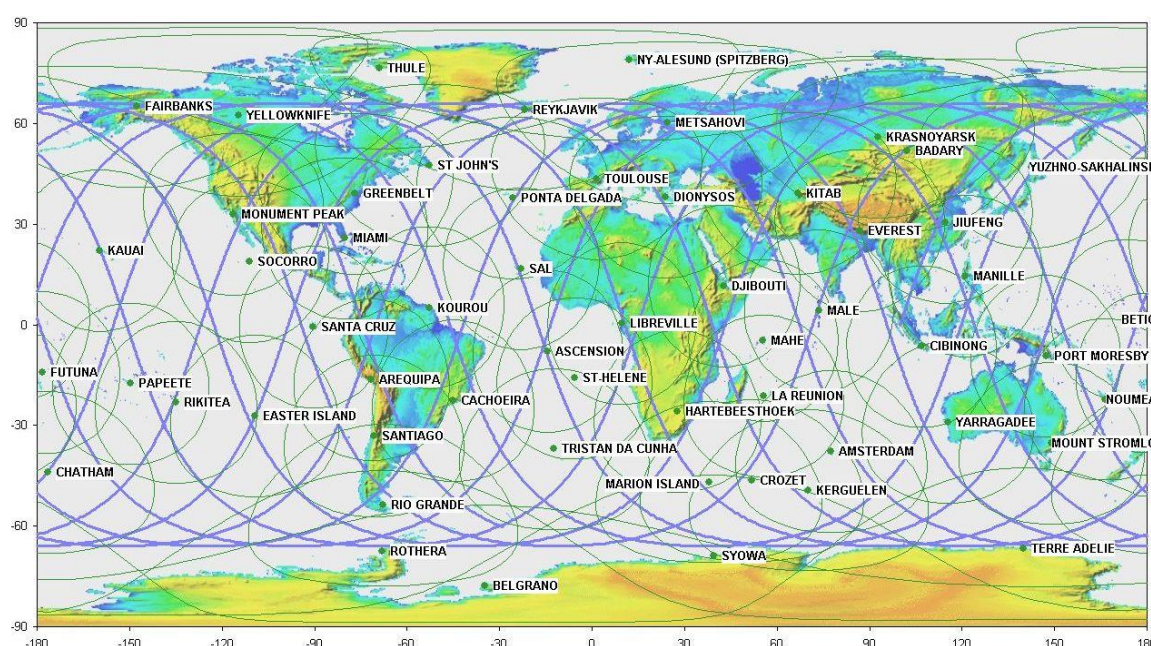 90
NY-ALESUND (SPITZBERG)
THULE
FAIRBANKS
REYKJAVIK
YELLOWKNIFE
METSAHOVI
60
KRASNOYARSK
BADARY
ST JOHN'S
YUZHNO-SAKHALINSK
TOULOUSE
GREENBELT
PONTA DELGADA
DIONYSOS
KITAB
MONUMENT PEAK
JIUFENG
30
EVEREST
MIAMI
KAUAI
SOCORRO
SAL
MANILLE
DJIBOUTI
KOUROU
MALE
BETIO
0
SANTA CRUZ
LIBREVILLE
MAHE
CIBINONG
ASCENSION
PORT MORESBY
FUTUNA
PAPEETE
AREQUIPA
ST-HELENE
RIKITEA
CACHOEIRA
LA REUNION
NOUMEA
EASTER ISLAND
HARTEBEESTHOEK
-30
YARRAGADEE
SANTIAGO
MOUNT STROMLO
TRISTAN DA CUNHA
AMSTERDAM
CHATHAM
MARION ISLAND
CROZET
KERGUELEN
RIO GRANDE
-60
ROTHERA
SYOWA
TERRE ADELIE
BELGRANO
-90
-180 -150 -120 -90 -60 -30 0 30 60 90 120 150 180